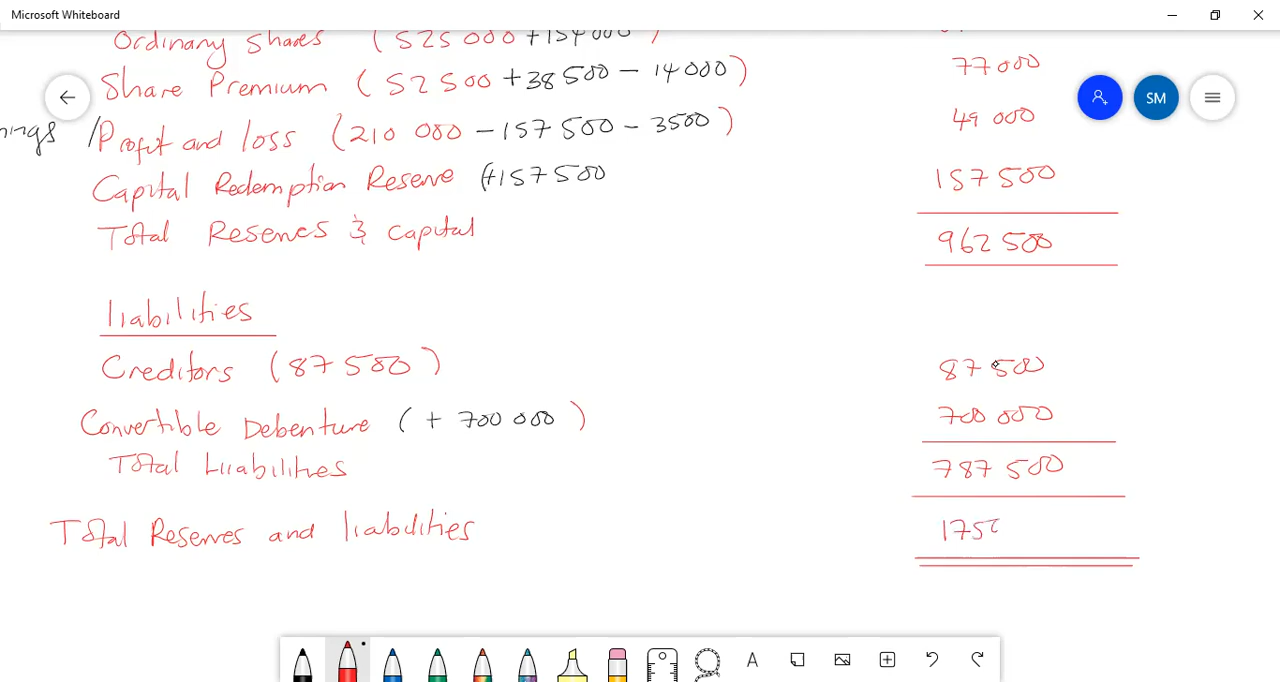 Microsoft Whiteboard
Ordinary Shares (525 000 +154 000 )
Share Premium (52 500 +38 500 - 14 000) 77 000
SM
nings /Profit and loss (210 000 - 157 500 - 3500 ) 49 000
Capital Redemption Reserve (+157 500 157 500
Total Reserves & capital 962 500
liabilities
Creditors (87 500 ) 87 500
Convertible Debenture ( + 700 000 ) 700 000
Total Liabilities 787 500
Total Reserves and liabilities 1750
A